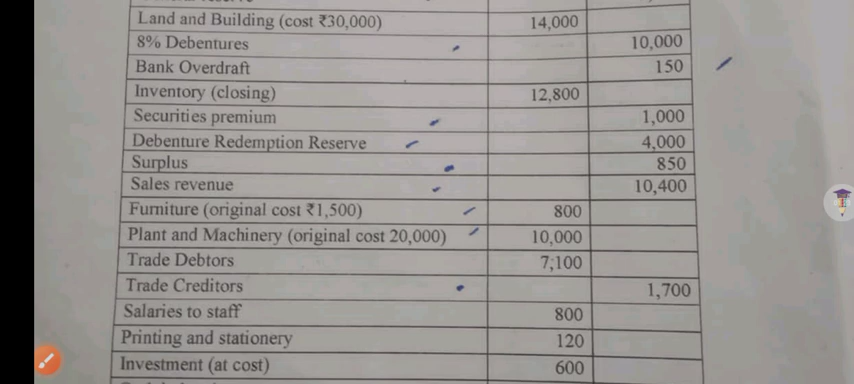 Land and Building (cost ₹30,000) 14,000
8% Debentures 10,000
Bank Overdraft 150
Inventory (closing) 12,800
Securities premium 1,000
Debenture Redemption Reserve 4,000
Surplus 850
Sales revenue 10,400
Furniture (original cost ₹1,500) 800
Plant and Machinery (original cost 20,000) 10,000
Trade Debtors 7,100
Trade Creditors 1,700
Salaries to staff 800
Printing and stationery 120
Investment (at cost) 600